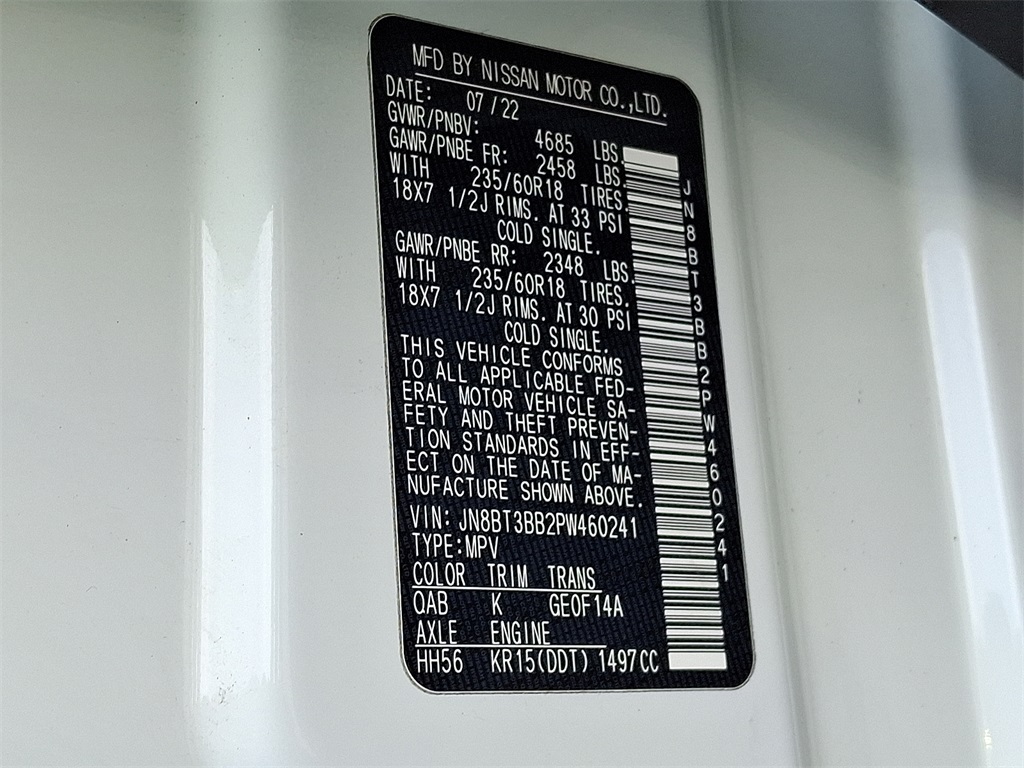 MFD BY NISSAN MOTOR CO.,LTD.
DATE: 07/22
GVWR/PNBV: 4685 LBS.
GAWR/PNBE FR: 2458 LBS.
WITH 235/60R18 TIRES.
18X7 1/2J RIMS. AT 33 PSI
COLD SINGLE.
GAWR/PNBE RR: 2348 LBS.
WITH 235/60R18 TIRES.
18X7 1/2J RIMS. AT 30 PSI
COLD SINGLE.
THIS VEHICLE CONFORMS
TO ALL APPLICABLE FED-
ERAL MOTOR VEHICLE SA-
FETY AND THEFT PREVEN-
TION STANDARDS IN EFF-
ECT ON THE DATE OF MA-
NUFACTURE SHOWN ABOVE.
VIN: JN8BT3BB2PW460241
TYPE:MPV
COLOR TRIM TRANS
QAB K GE0F14A
AXLE ENGINE
HH56 KR15(DDT) 1497CC
JN8BT3BB2PW460241